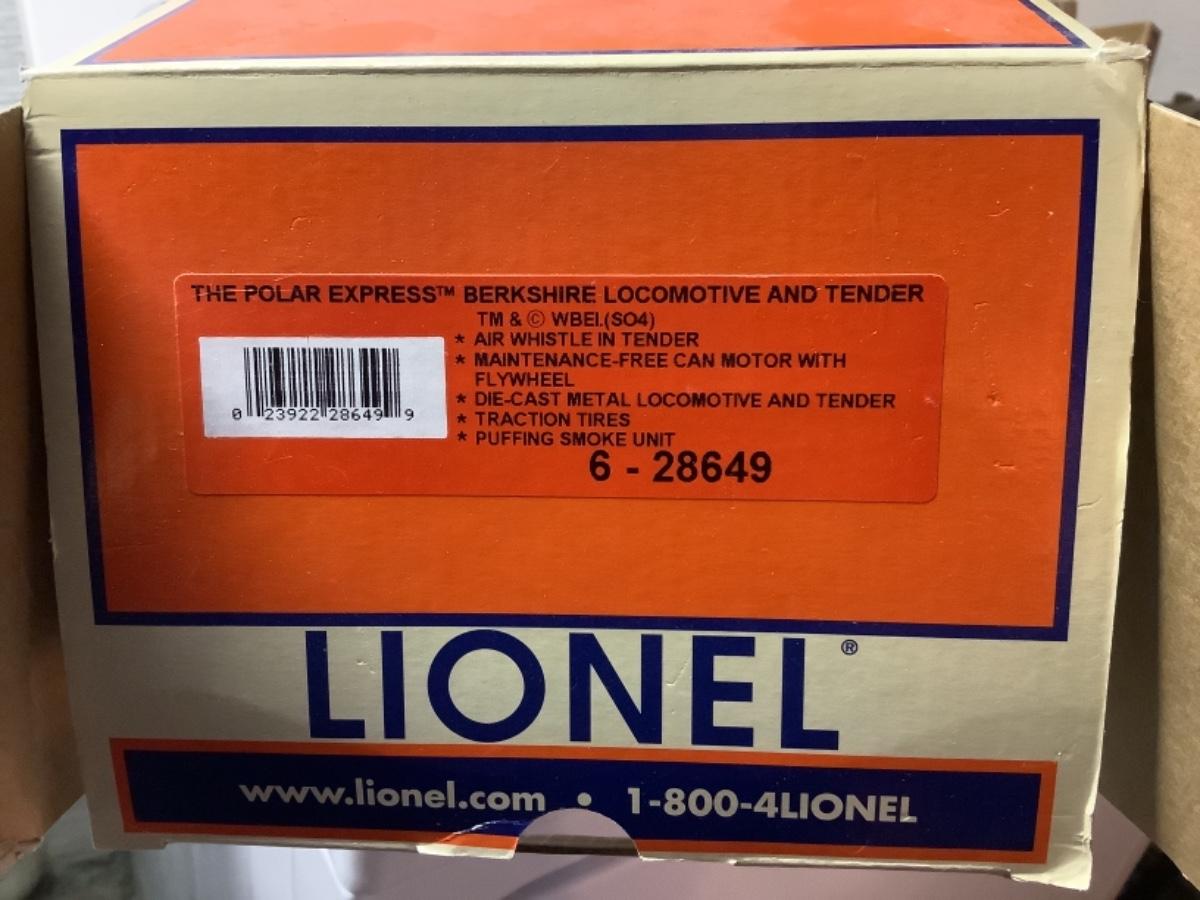 THE POLAR EXPRESS™ BERKSHIRE LOCOMOTIVE AND TENDER
TM & © WBEI.(SO4)
* AIR WHISTLE IN TENDER
* MAINTENANCE-FREE CAN MOTOR WITH
FLYWHEEL
* DIE-CAST METAL LOCOMOTIVE AND TENDER
* TRACTION TIRES
* PUFFING SMOKE UNIT
6 - 28649
0 23922 28649 9
LIONEL®
www.lionel.com • 1-800-4LIONEL